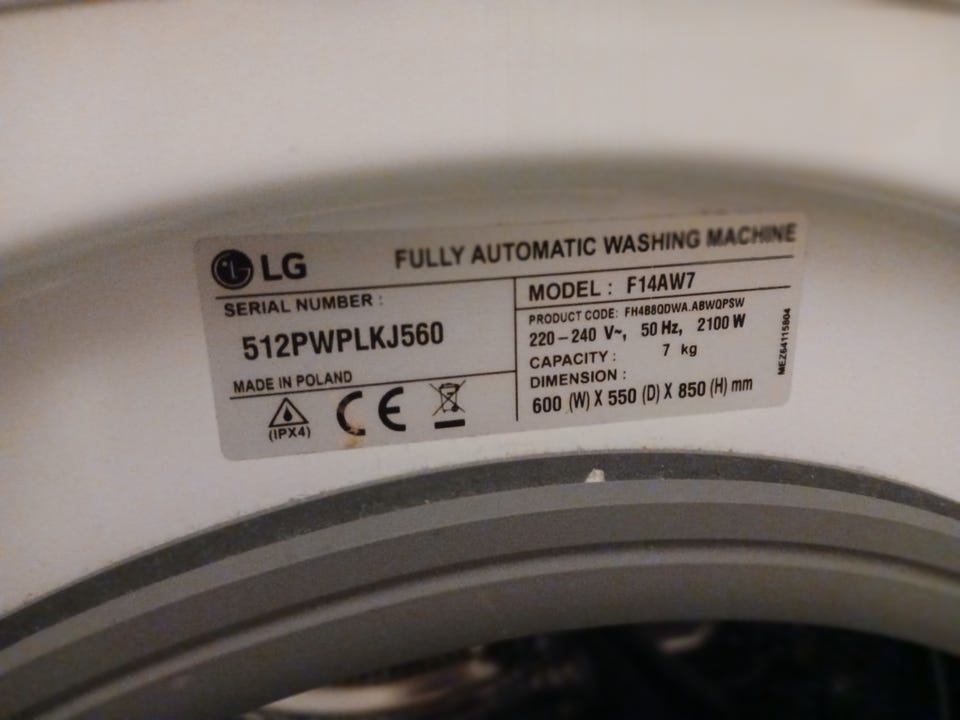 LG
FULLY AUTOMATIC WASHING MACHINE
SERIAL NUMBER :
512PWPLKJ560
MADE IN POLAND
(IPX4)
CE
MODEL : F14AW7
PRODUCT CODE: FH4B8QDWA.ABWQPSW
220-240 V~, 50 Hz, 2100 W
CAPACITY : 7 kg
DIMENSION :
600 (W) X 550 (D) X 850 (H) mm
MEZ64115804